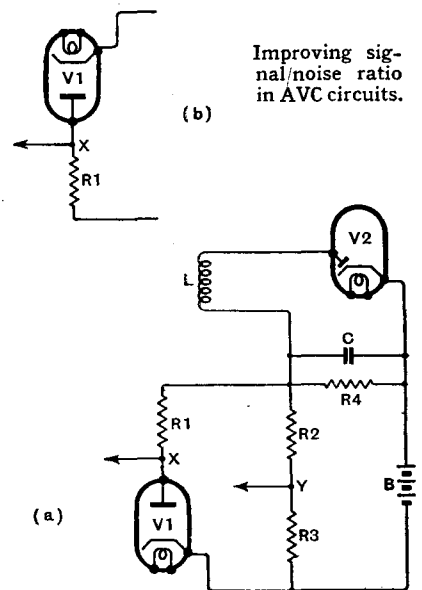 V1
Improving sig-
nal/noise ratio
in AVC circuits.
(b)
X
R1
V2
L
C
R4
R1
R2
X
Y
B
(a)
V1
R3